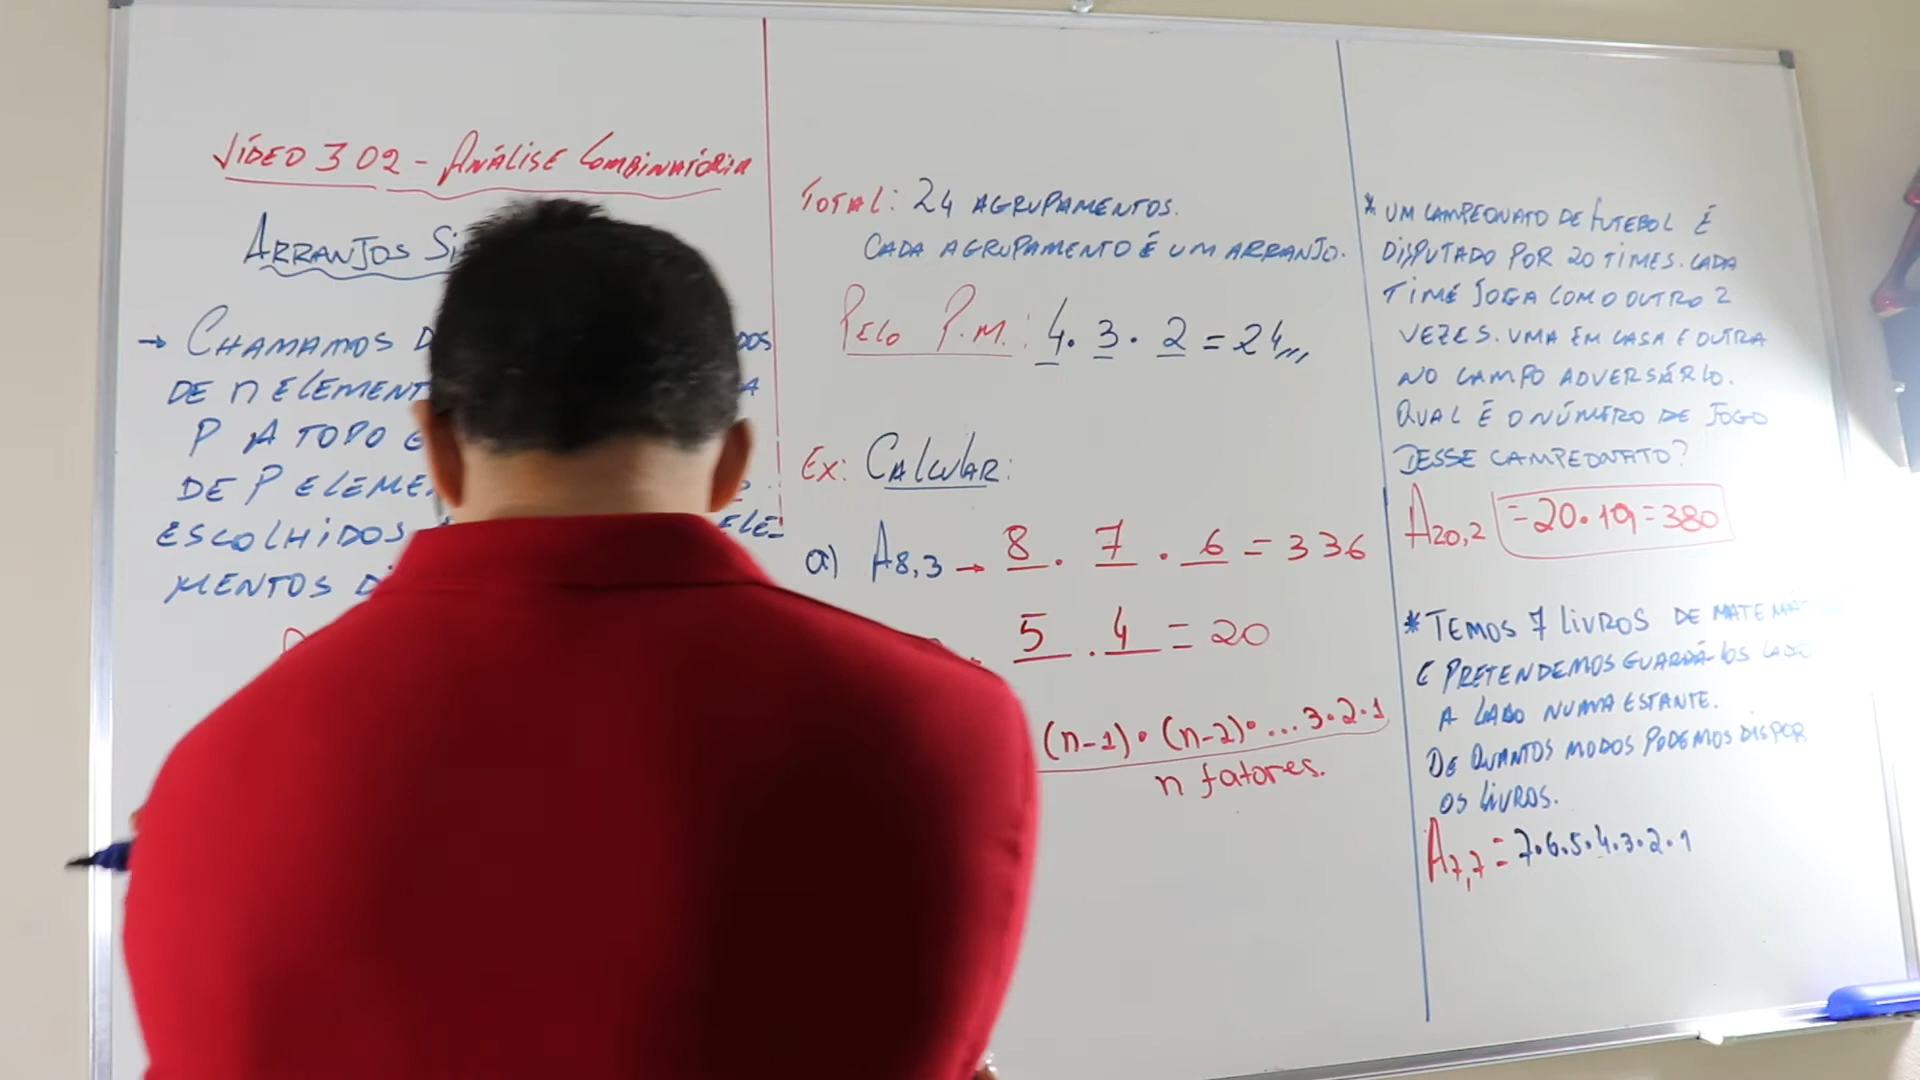 VÍDEO 302 - ANÁLISE COMBINATÓRIA
ARRANJOS
→ CHAMAMOS
DE n ELEMENT
P A TODO
DE P ELEME
ESCOLHIDOS ELE-
MENTOS
TOTAL: 24 AGRUPAMENTOS.
CADA AGRUPAMENTO É UM ARRANJO.
PELO P.M.: 4 . 3 . 2 = 24
EX: CALCULAR:
a) A8,3 → 8 . 7 . 6 = 336
5 . 4 = 20
(n-1) • (n-2) • ... 3•2•1
n fatores.
* UM CAMPEONATO DE FUTEBOL É
DISPUTADO POR 20 TIMES. CADA
TIME JOGA COM O OUTRO 2
VEZES. UMA EM CASA E OUTRA
NO CAMPO ADVERSÁRIO.
QUAL É O NÚMERO DE JOGO
DESSE CAMPEONATO?
A20,2 = 20 • 19 = 380
* TEMOS 7 LIVROS DE MATEMÁT
E PRETENDEMOS GUARDÁ-LOS LADO
A LADO NUMA ESTANTE.
DE QUANTOS MODOS PODEMOS DISPOR
OS LIVROS.
A7,7 = 7•6•5•4•3•2•1